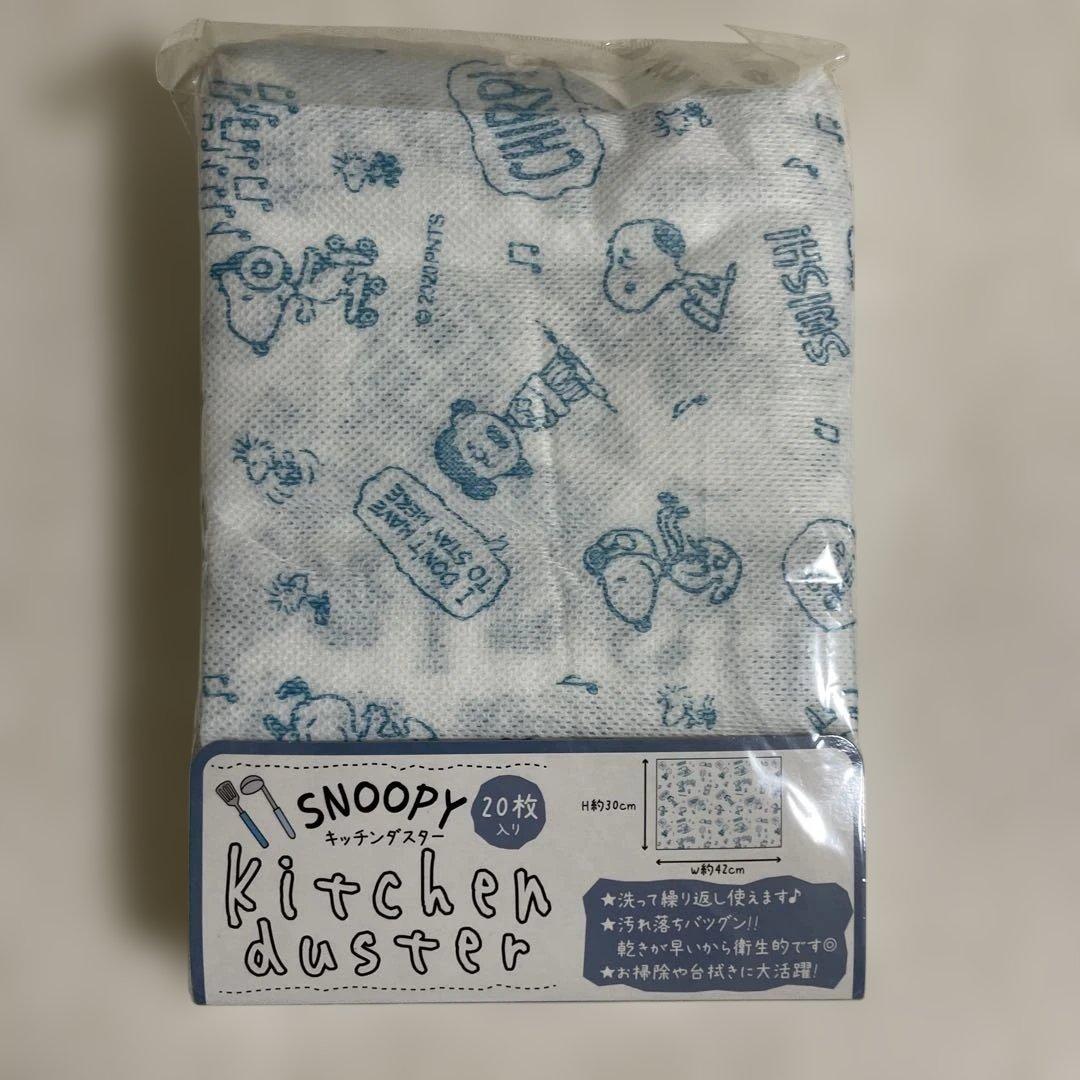 CHIRP
© 2020 PNTS
SWISH!
I DON'T HAVE
TO STAY HERE
SNOOPY
キッチンダスター
20枚
入り
kitchen
duster
H約30cm
W約42cm
★洗って繰り返し使えます♪
★汚れ落ちバツグン!!
乾きが早いから衛生的です◎
★お掃除や台拭きに大活躍!